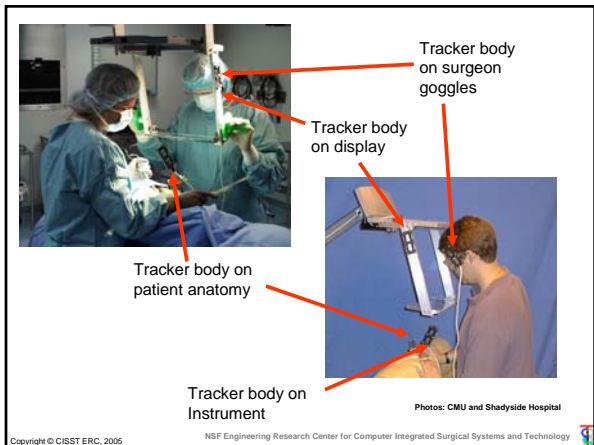 Tracker body
on surgeon
goggles
Tracker body
on display
Tracker body on
patient anatomy
Tracker body on
Instrument
Photos: CMU and Shadyside Hospital
Copyright © CISST ERC, 2005
NSF Engineering Research Center for Computer Integrated Surgical Systems and Technology